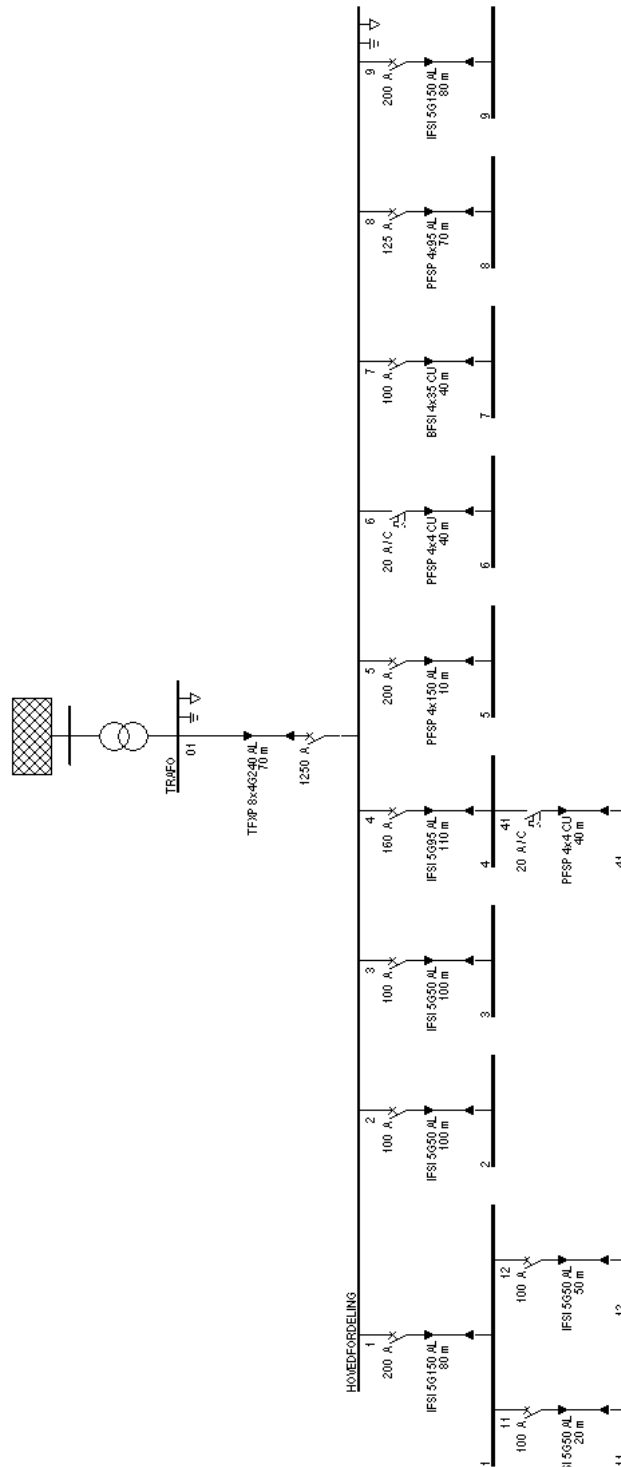 TRAFO
01
TFXP 8x4G240 AL
70 m
1250 A
HOVEDFORDELING
1
200 A
IFSI 5G150 AL
80 m
1
11
100 A
SI 5G50 AL
20 m
11
12
100 A
IFSI 5G50 AL
50 m
12
2
100 A
IFSI 5G50 AL
100 m
2
3
100 A
IFSI 5G50 AL
100 m
3
4
160 A
IFSI 5G95 AL
110 m
4
41
20 A / C
PFSP 4x4 CU
40 m
41
5
200 A
PFSP 4x150 AL
10 m
5
6
20 A / C
PFSP 4x4 CU
40 m
6
7
100 A
BFSI 4x35 CU
40 m
7
8
125 A
PFSP 4x95 AL
70 m
8
9
200 A
IFSI 5G150 AL
80 m
9